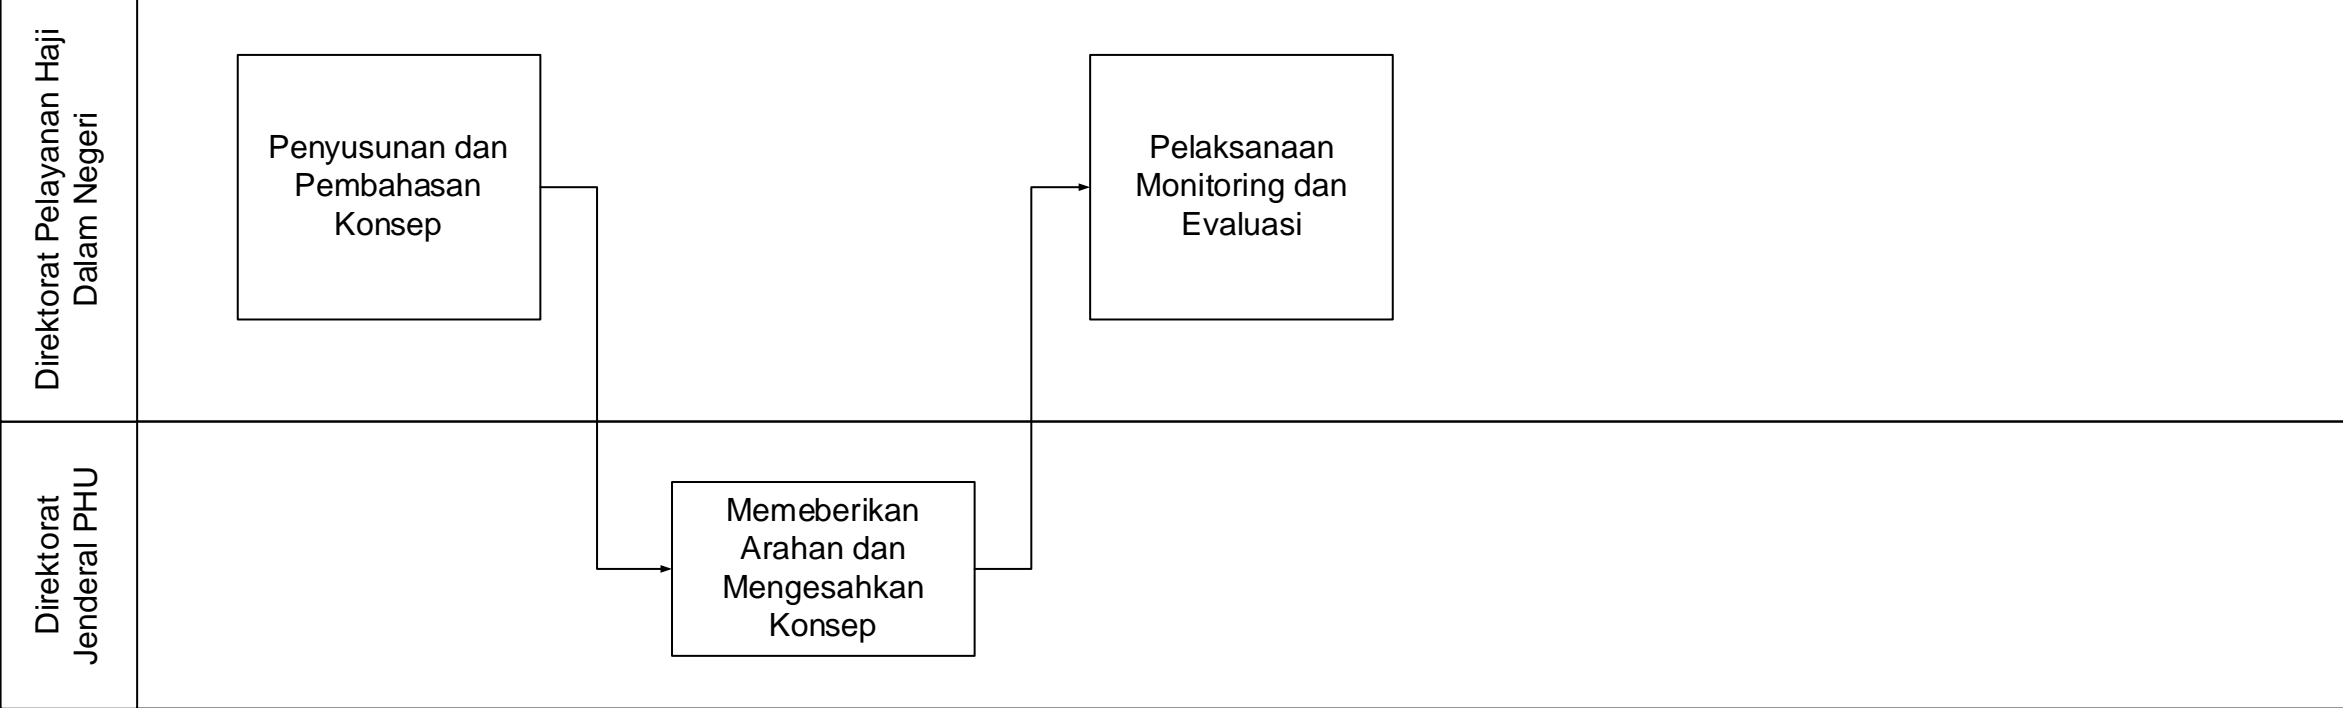 Direktorat Pelayanan Haji
Dalam Negeri
Penyusunan dan
Pembahasan
Konsep
Pelaksanaan
Monitoring dan
Evaluasi
Direktorat
Jenderal PHU
Memeberikan
Arahan dan
Mengesahkan
Konsep